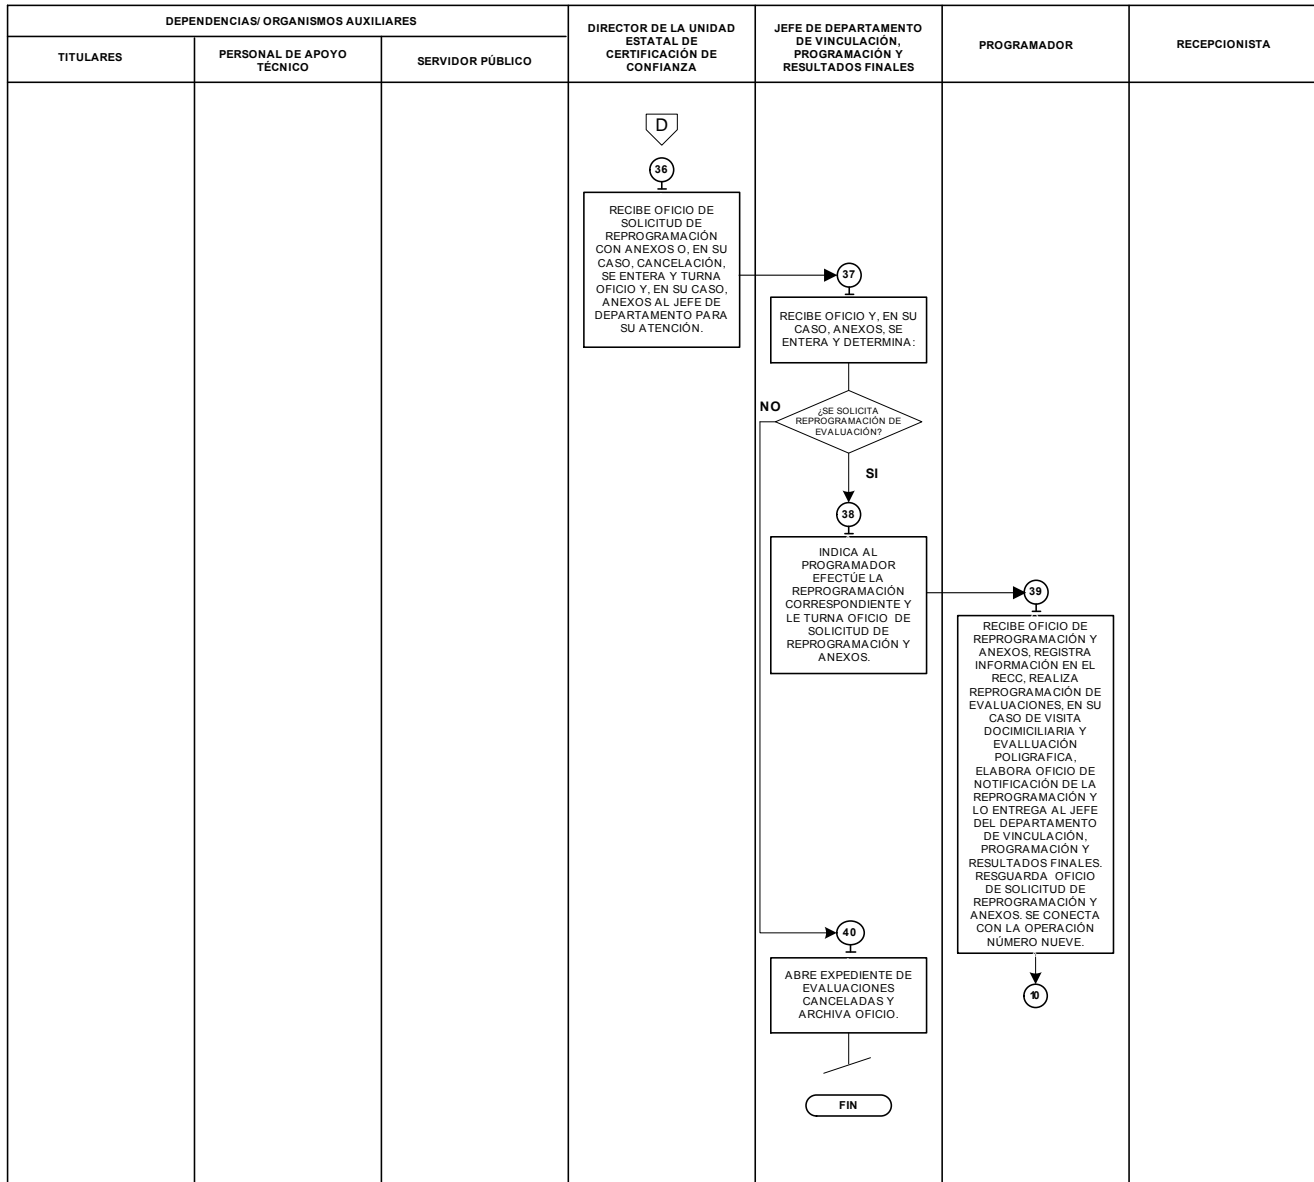 DEPENDENCIAS/ ORGANISMOS AUXILIARES
TITULARES
PERSONAL DE APOYO
TÉCNICO
SERVIDOR PÚBLICO
DIRECTOR DE LA UNIDAD
ESTATAL DE
CERTIFICACIÓN DE
CONFIANZA
JEFE DE DEPARTAMENTO
DE VINCULACIÓN,
PROGRAMACIÓN Y
RESULTADOS FINALES
PROGRAMADOR
RECEPCIONISTA
D
36
RECIBE OFICIO DE
SOLICITUD DE
REPROGRAMACIÓN
CON ANEXOS O, EN SU
CASO, CANCELACIÓN,
SE ENTERA Y TURNA
OFICIO Y, EN SU CASO,
ANEXOS AL JEFE DE
DEPARTAMENTO PARA
SU ATENCIÓN.
37
RECIBE OFICIO Y, EN SU
CASO, ANEXOS, SE
ENTERA Y DETERMINA:
NO
¿SE SOLICITA
REPROGRAMACIÓN DE
EVALUACIÓN?
SI
38
INDICA AL
PROGRAMADOR
EFECTÚE LA
REPROGRAMACIÓN
CORRESPONDIENTE Y
LE TURNA OFICIO DE
SOLICITUD DE
REPROGRAMACIÓN Y
ANEXOS.
39
RECIBE OFICIO DE
REPROGRAMACIÓN Y
ANEXOS, REGISTRA
INFORMACIÓN EN EL
RECC, REALIZA
REPROGRAMACIÓN DE
EVALUACIONES, EN SU
CASO DE VISITA
DOCIMICILIARIA Y
EVALLUACIÓN
POLIGRAFICA,
ELABORA OFICIO DE
NOTIFICACIÓN DE LA
REPROGRAMACIÓN Y
LO ENTREGA AL JEFE
DEL DEPARTAMENTO
DE VINCULACIÓN,
PROGRAMACIÓN Y
RESULTADOS FINALES.
RESGUARDA OFICIO
DE SOLICITUD DE
REPROGRAMACIÓN Y
ANEXOS. SE CONECTA
CON LA OPERACIÓN
NÚMERO NUEVE.
10
40
ABRE EXPEDIENTE DE
EVALUACIONES
CANCELADAS Y
ARCHIVA OFICIO.
FIN